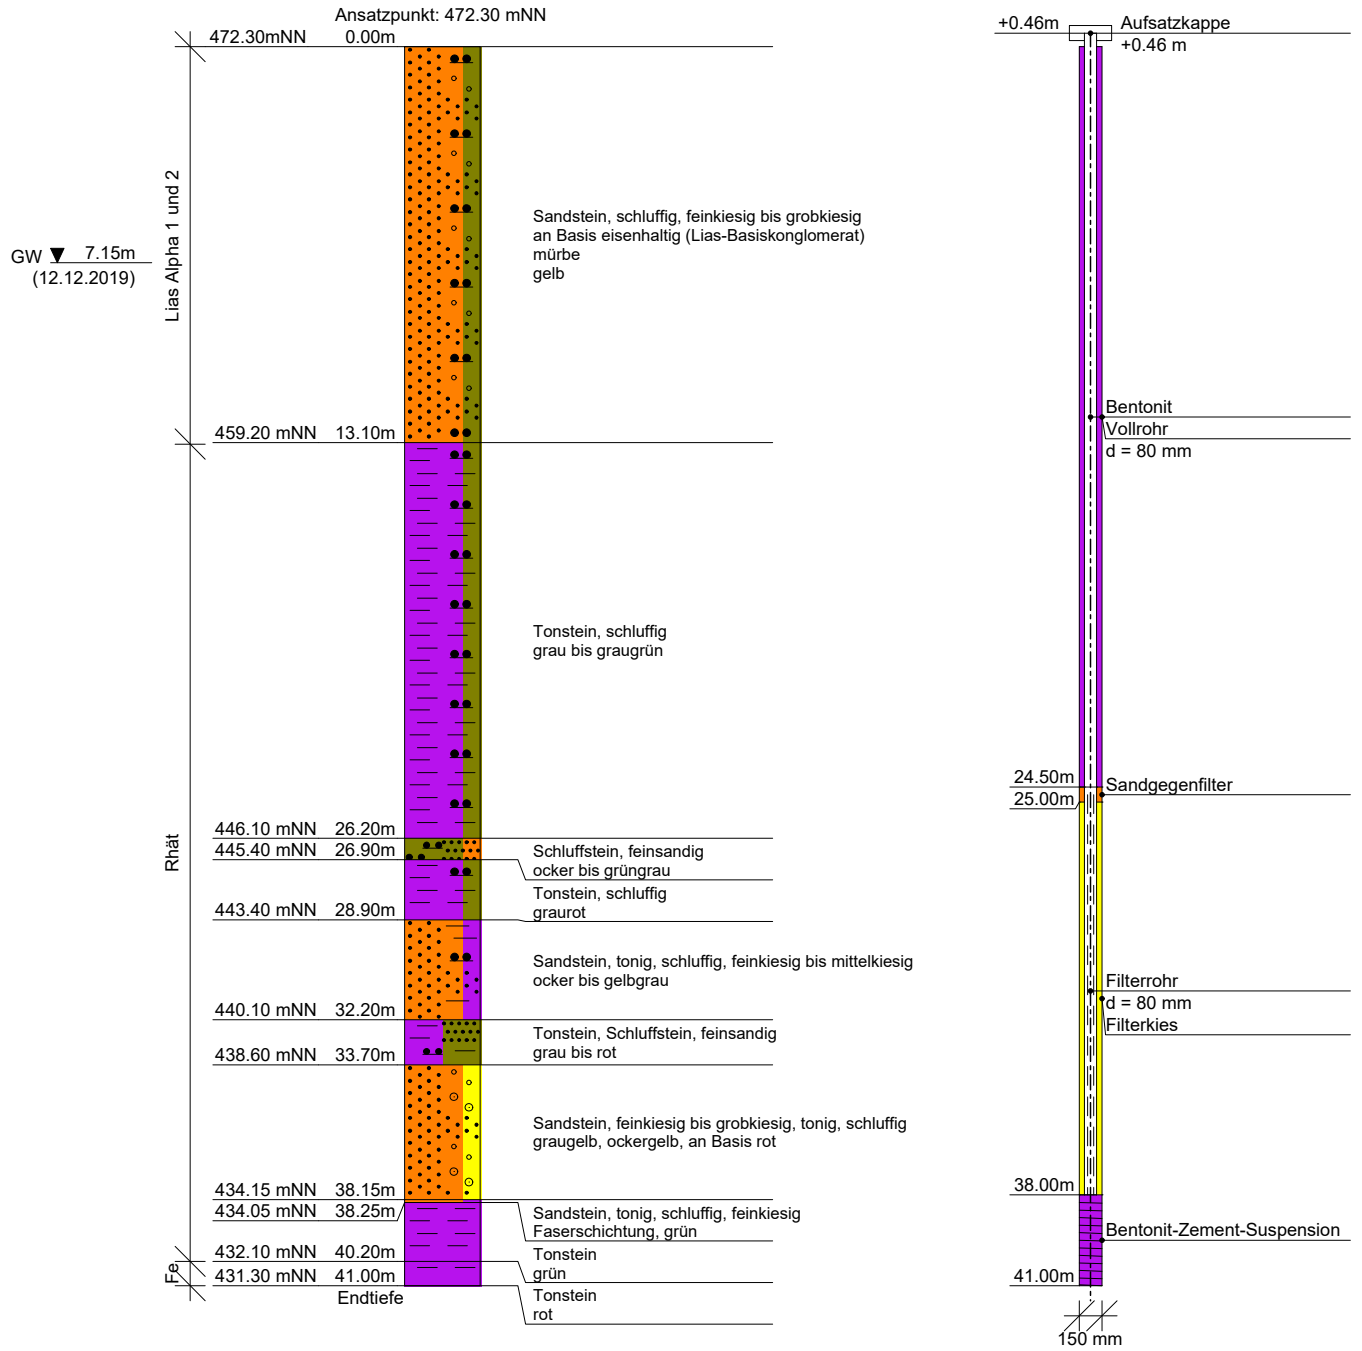 Ansatzpunkt: 472.30 mNN
472.30mNN 0.00m
Lias Alpha 1 und 2
GW 7.15m
(12.12.2019)
Sandstein, schluffig, feinkiesig bis grobkiesig
an Basis eisenhaltig (Lias-Basiskonglomerat)
mürbe
gelb
459.20 mNN 13.10m
Rhät
Tonstein, schluffig
grau bis graugrün
446.10 mNN 26.20m
445.40 mNN 26.90m
Schluffstein, feinsandig
ocker bis grüngrau
Tonstein, schluffig
graurot
443.40 mNN 28.90m
Sandstein, tonig, schluffig, feinkiesig bis mittelkiesig
ocker bis gelbgrau
440.10 mNN 32.20m
Tonstein, Schluffstein, feinsandig
grau bis rot
438.60 mNN 33.70m
Sandstein, feinkiesig bis grobkiesig, tonig, schluffig
graugelb, ockergelb, an Basis rot
434.15 mNN 38.15m
434.05 mNN 38.25m
Sandstein, tonig, schluffig, feinkiesig
Faserschichtung, grün
432.10 mNN 40.20m
Tonstein
grün
Fe
431.30 mNN 41.00m
Endtiefe
Tonstein
rot
+0.46m
Aufsatzkappe
+0.46 m
Bentonit
Vollrohr
d = 80 mm
24.50m
25.00m
Sandgegenfilter
Filterrohr
d = 80 mm
Filterkies
38.00m
Bentonit-Zement-Suspension
41.00m
150 mm